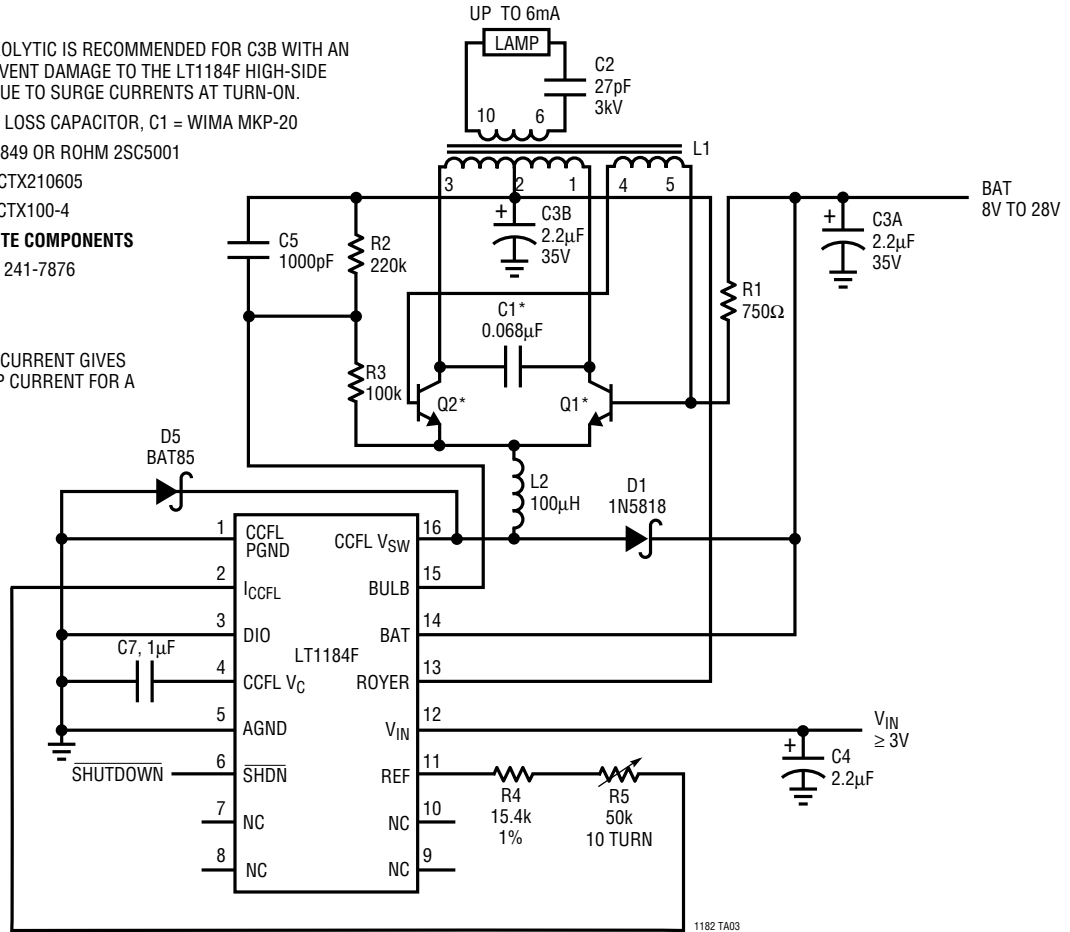 UP TO 6mA
LAMP
OLYTIC IS RECOMMENDED FOR C3B WITH AN
VENT DAMAGE TO THE LT1184F HIGH-SIDE
UE TO SURGE CURRENTS AT TURN-ON.
LOSS CAPACITOR, C1 = WIMA MKP-20
849 OR ROHM 2SC5001
CTX210605
CTX100-4
TE COMPONENTS
241-7876
CURRENT GIVES
P CURRENT FOR A
C2
27pF
3kV
10
6
L1
3
2
1
4
5
BAT
8V TO 28V
+
C3B
2.2µF
35V
+
C3A
2.2µF
35V
C5
1000pF
R2
220k
R1
750Ω
C1*
0.068µF
R3
100k
Q2*
Q1*
D5
BAT85
L2
100µH
D1
1N5818
1
CCFL
PGND
CCFL VSW
16
2
ICCFL
BULB
15
3
DIO
BAT
14
C7, 1µF
LT1184F
4
CCFL VC
ROYER
13
5
AGND
VIN
12
VIN
≥ 3V
+
C4
2.2µF
SHUTDOWN
6
SHDN
REF
11
R4
15.4k
1%
R5
50k
10 TURN
7
NC
NC
10
8
NC
NC
9
1182 TA03